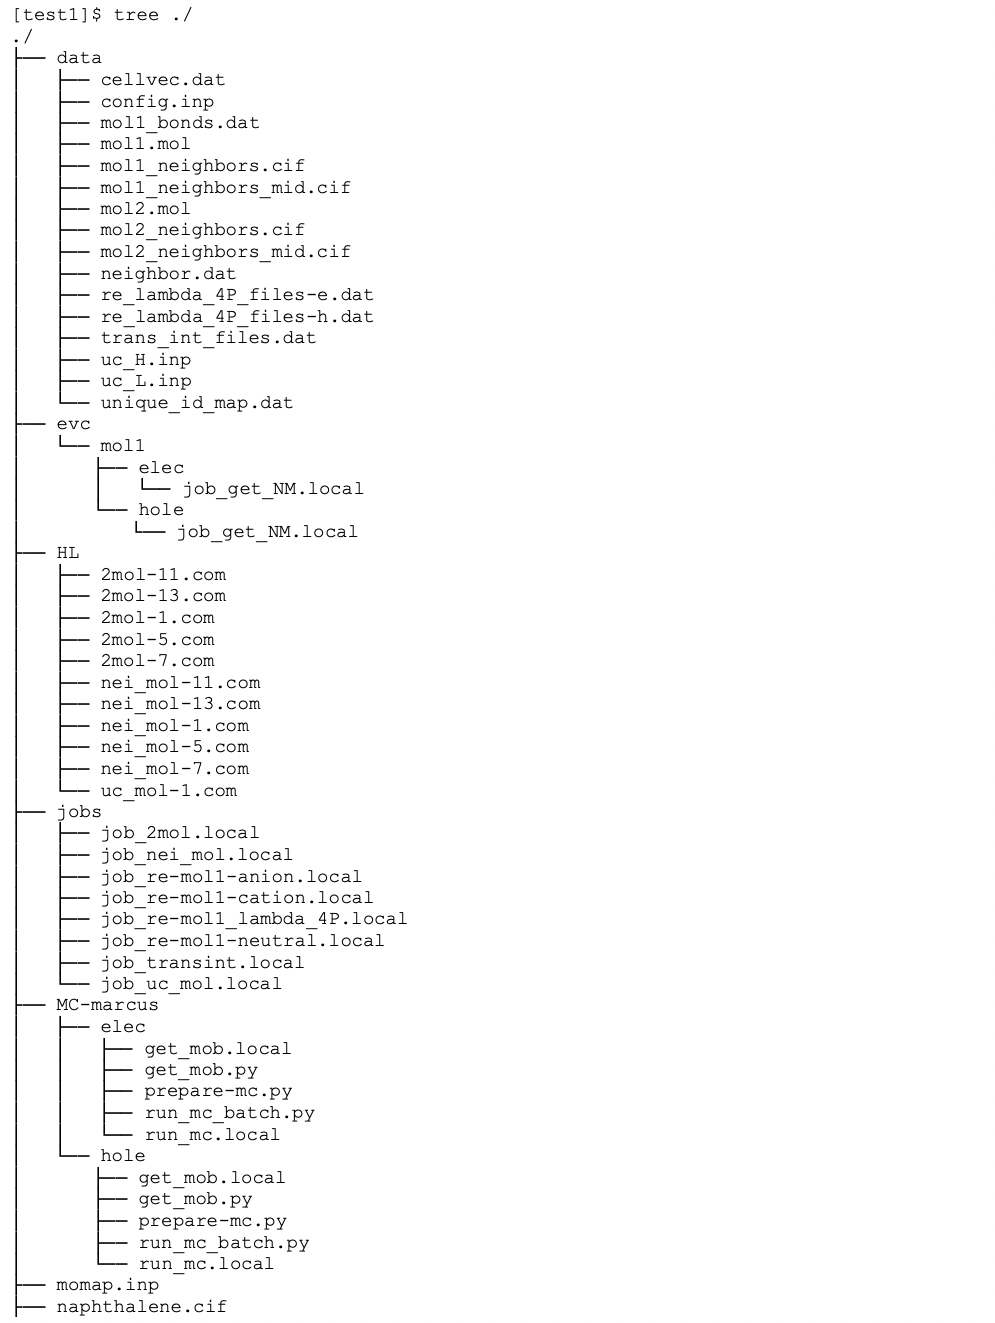 [test1]$ tree ./
./
├── data
│   ├── cellvec.dat
│   ├── config.inp
│   ├── mol1_bonds.dat
│   ├── mol1.mol
│   ├── mol1_neighbors.cif
│   ├── mol1_neighbors_mid.cif
│   ├── mol2.mol
│   ├── mol2_neighbors.cif
│   ├── mol2_neighbors_mid.cif
│   ├── neighbor.dat
│   ├── re_lambda_4P_files-e.dat
│   ├── re_lambda_4P_files-h.dat
│   ├── trans_int_files.dat
│   ├── uc_H.inp
│   ├── uc_L.inp
│   └── unique_id_map.dat
├── evc
│   └── mol1
│       ├── elec
│       │   └── job_get_NM.local
│       └── hole
│           └── job_get_NM.local
├── HL
│   ├── 2mol-11.com
│   ├── 2mol-13.com
│   ├── 2mol-1.com
│   ├── 2mol-5.com
│   ├── 2mol-7.com
│   ├── nei_mol-11.com
│   ├── nei_mol-13.com
│   ├── nei_mol-1.com
│   ├── nei_mol-5.com
│   ├── nei_mol-7.com
│   └── uc_mol-1.com
├── jobs
│   ├── job_2mol.local
│   ├── job_nei_mol.local
│   ├── job_re-mol1-anion.local
│   ├── job_re-mol1-cation.local
│   ├── job_re-mol1_lambda_4P.local
│   ├── job_re-mol1-neutral.local
│   ├── job_transint.local
│   └── job_uc_mol.local
├── MC-marcus
│   ├── elec
│   │   ├── get_mob.local
│   │   ├── get_mob.py
│   │   ├── prepare-mc.py
│   │   ├── run_mc_batch.py
│   │   └── run_mc.local
│   └── hole
│       ├── get_mob.local
│       ├── get_mob.py
│       ├── prepare-mc.py
│       ├── run_mc_batch.py
│       └── run_mc.local
├── momap.inp
├── naphthalene.cif